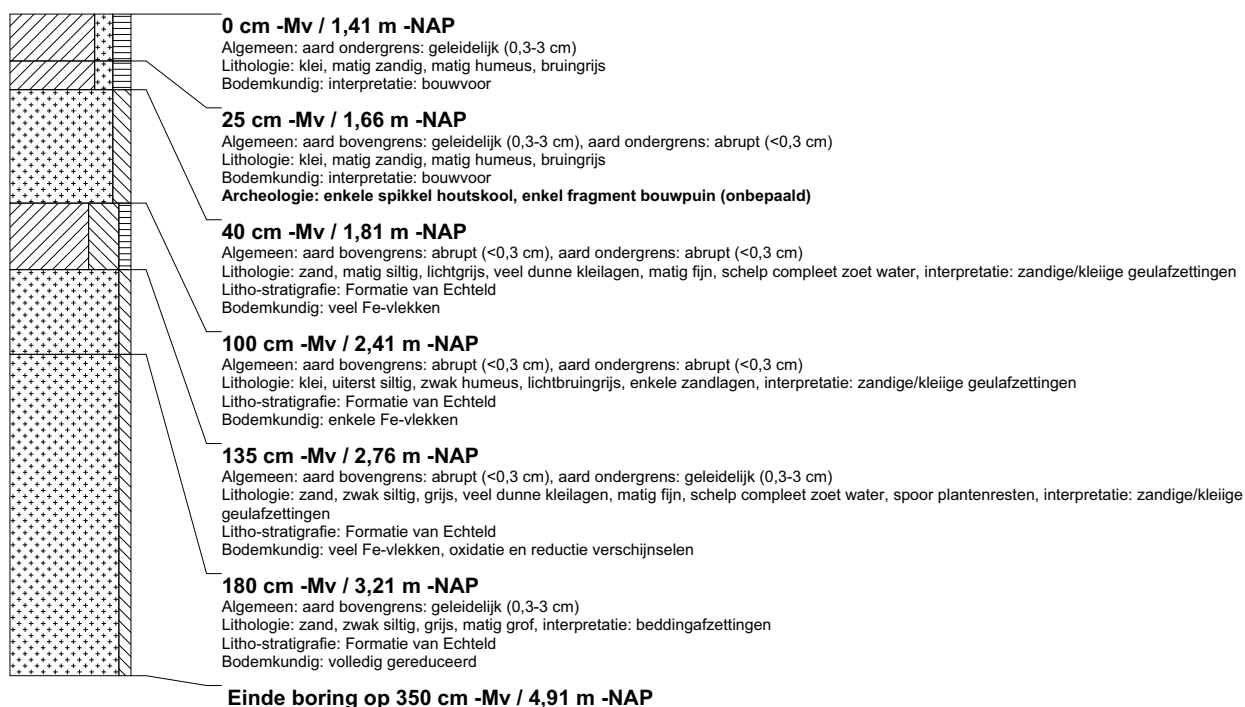 0 cm -Mv / 1,41 m -NAP
Algemeen: aard ondergrens: geleidelijk (0,3-3 cm)
Lithologie: klei, matig zandig, matig humeus, bruingrijs
Bodemkundig: interpretatie: bouwvoor
25 cm -Mv / 1,66 m -NAP
Algemeen: aard bovengrens: geleidelijk (0,3-3 cm), aard ondergrens: abrupt (<0,3 cm)
Lithologie: klei, matig zandig, matig humeus, bruingrijs
Bodemkundig: interpretatie: bouwvoor
Archeologie: enkele spikkel houtskool, enkel fragment bouwpuin (onbepaald)
40 cm -Mv / 1,81 m -NAP
Algemeen: aard bovengrens: abrupt (<0,3 cm), aard ondergrens: abrupt (<0,3 cm)
Lithologie: zand, matig siltig, lichtgrijs, veel dunne kleilagen, matig fijn, schelp compleet zoet water, interpretatie: zandige/kleiige geulafzettingen
Litho-stratigrafie: Formatie van Echteld
Bodemkundig: veel Fe-vlekken
100 cm -Mv / 2,41 m -NAP
Algemeen: aard bovengrens: abrupt (<0,3 cm), aard ondergrens: abrupt (<0,3 cm)
Lithologie: klei, uiterst siltig, zwak humeus, lichtbruingrijs, enkele zandlagen, interpretatie: zandige/kleiige geulafzettingen
Litho-stratigrafie: Formatie van Echteld
Bodemkundig: enkele Fe-vlekken
135 cm -Mv / 2,76 m -NAP
Algemeen: aard bovengrens: abrupt (<0,3 cm), aard ondergrens: geleidelijk (0,3-3 cm)
Lithologie: zand, zwak siltig, grijs, veel dunne kleilagen, matig fijn, schelp compleet zoet water, spoor plantenresten, interpretatie: zandige/kleiige
geulafzettingen
Litho-stratigrafie: Formatie van Echteld
Bodemkundig: veel Fe-vlekken, oxidatie en reductie verschijnselen
180 cm -Mv / 3,21 m -NAP
Algemeen: aard bovengrens: geleidelijk (0,3-3 cm)
Lithologie: zand, zwak siltig, grijs, matig grof, interpretatie: beddingafzettingen
Litho-stratigrafie: Formatie van Echteld
Bodemkundig: volledig gereduceerd
Einde boring op 350 cm -Mv / 4,91 m -NAP